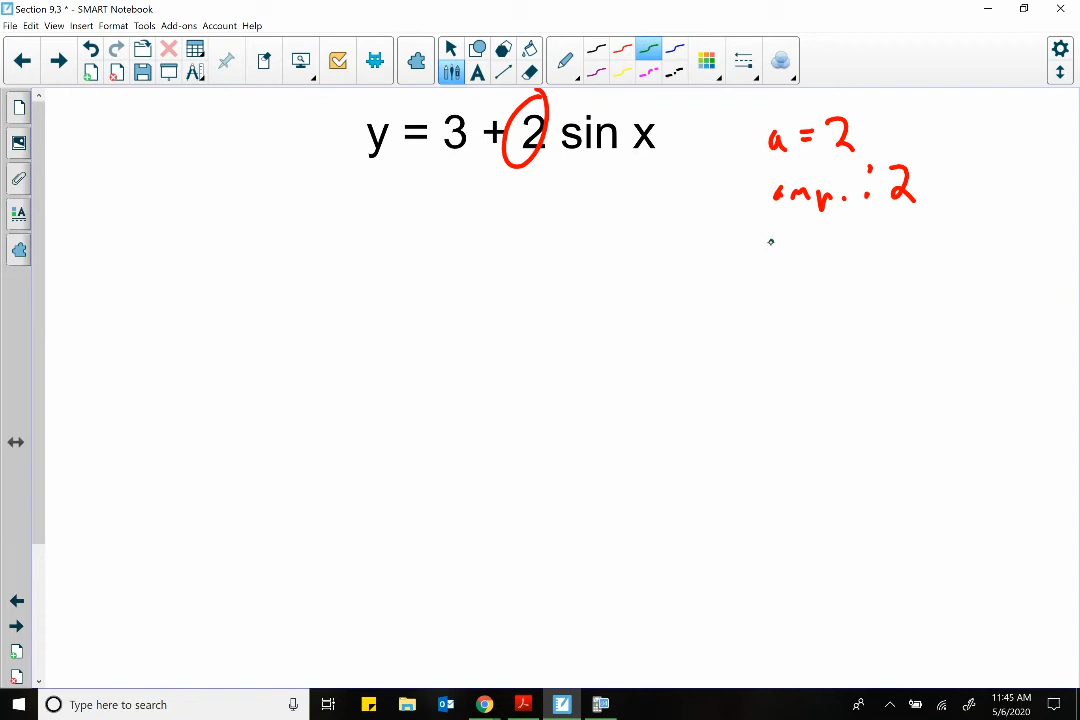 Section 9.3 * - SMART Notebook
File Edit View Insert Format Tools Add-ons Account Help
y = 3 + 2 sin x
a = 2
amp. : 2
Type here to search
11:45 AM
5/6/2020